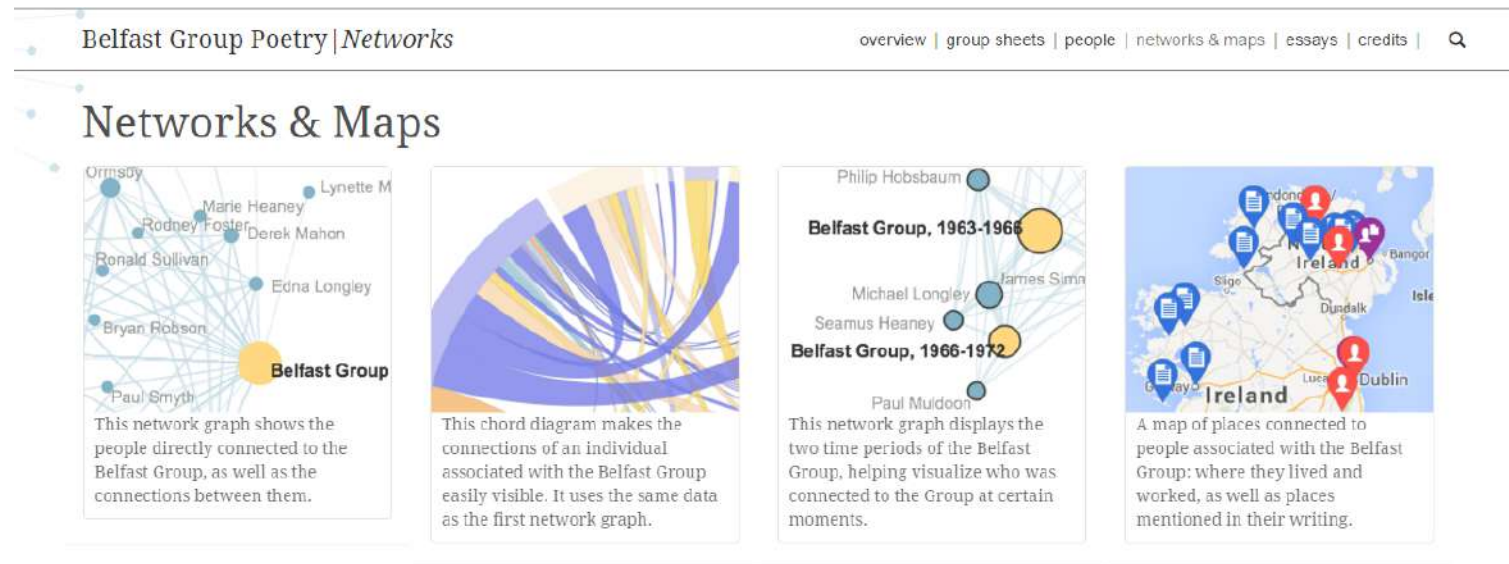 Belfast Group Poetry|Networks
overview | group sheets | people | networks & maps | essays | credits |
Networks & Maps
Ormsby
Lynette M
Marie Heaney
Rodney Foster
Derek Mahon
Ronald Sullivan
Edna Longley
Bryan Robson
Belfast Group
Paul Smyth
This network graph shows the
people directly connected to the
Belfast Group, as well as the
connections between them.
This chord diagram makes the
connections of an individual
associated with the Belfast Group
easily visible. It uses the same data
as the first network graph.
Philip Hobsbaum
Belfast Group, 1963-1966
James Simm
Michael Longley
Seamus Heaney
Belfast Group, 1966-1972
Paul Muldoon
This network graph displays the
two time periods of the Belfast
Group, helping visualize who was
connected to the Group at certain
moments.
Ireland
Bangor
Sligo
Isle
Dundalk
Dublin
Ireland
A map of places connected to
people associated with the Belfast
Group: where they lived and
worked, as well as places
mentioned in their writing.